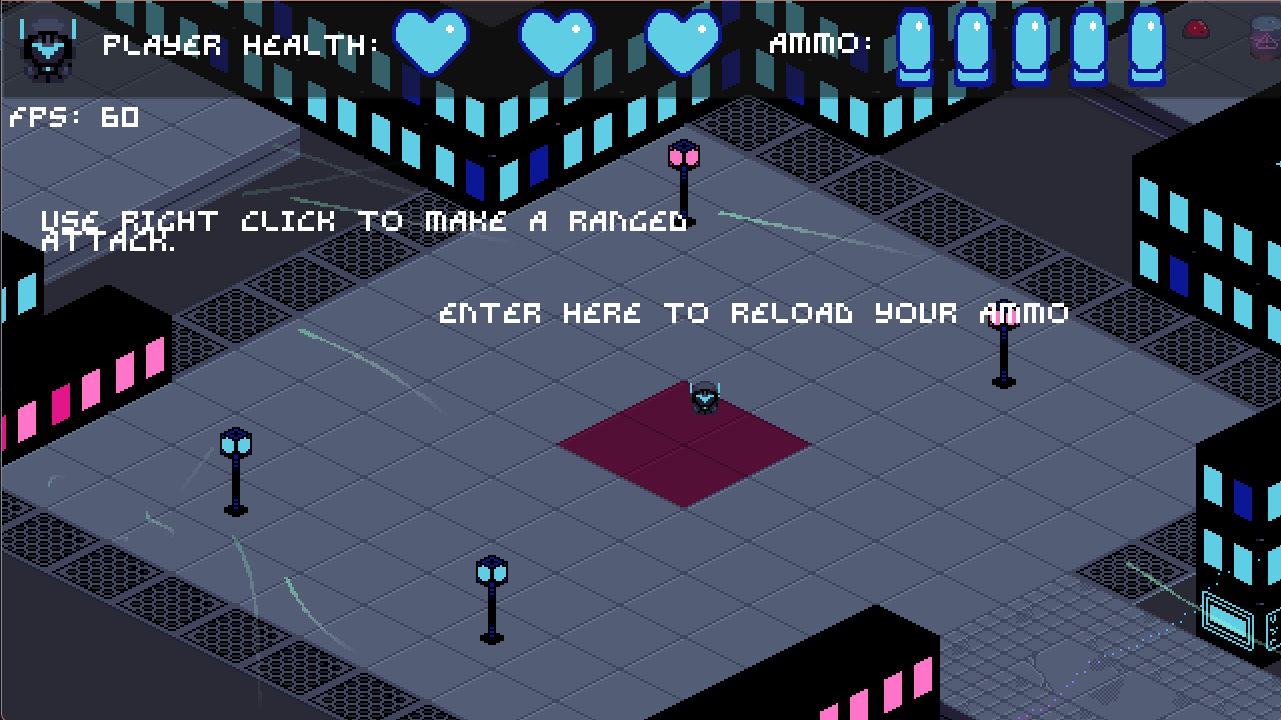 PLAYER HEALTH:
AMMO:
FPS: 60
USE RIGHT CLICK TO MAKE A RANGED
ATTACK.
ENTER HERE TO RELOAD YOUR AMMO